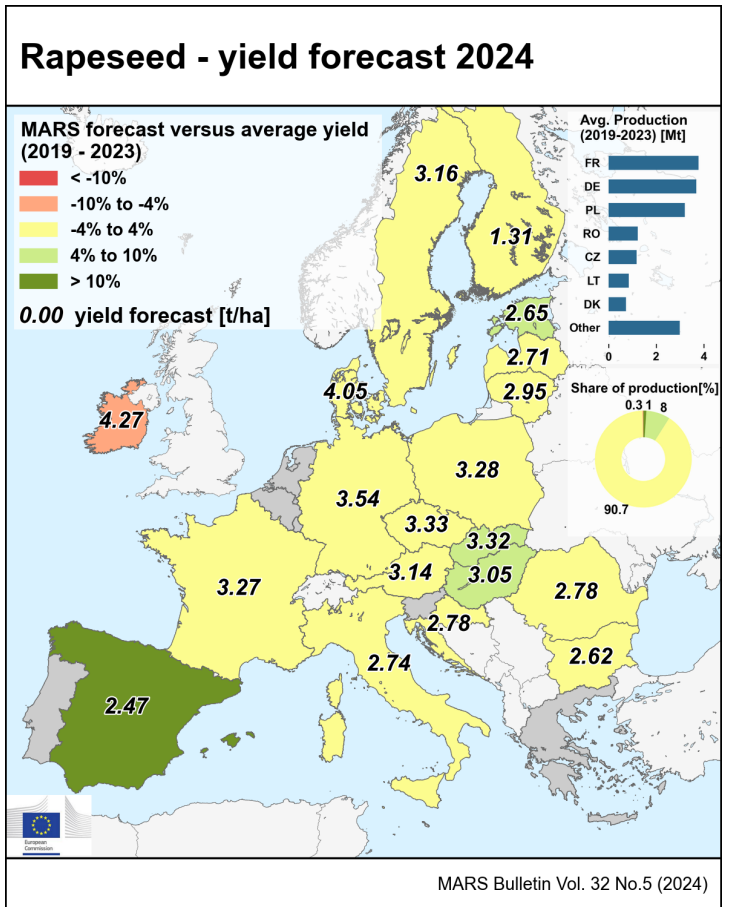 Rapeseed - yield forecast 2024
MARS forecast versus average yield
(2019 - 2023)
< -10%
-10% to -4%
-4% to 4%
4% to 10%
> 10%
0.00 yield forecast [t/ha]
Avg. Production
(2019-2023) [Mt]
FR
DE
PL
RO
CZ
LT
DK
Other
0 2 4
Share of production[%]
0.3 1 8
90.7
3.16
1.31
2.65
2.71
2.95
4.05
4.27
3.28
3.54
3.33
3.32
3.14
3.05
3.27
2.78
2.78
2.62
2.74
2.47
European
Commission
MARS Bulletin Vol. 32 No.5 (2024)